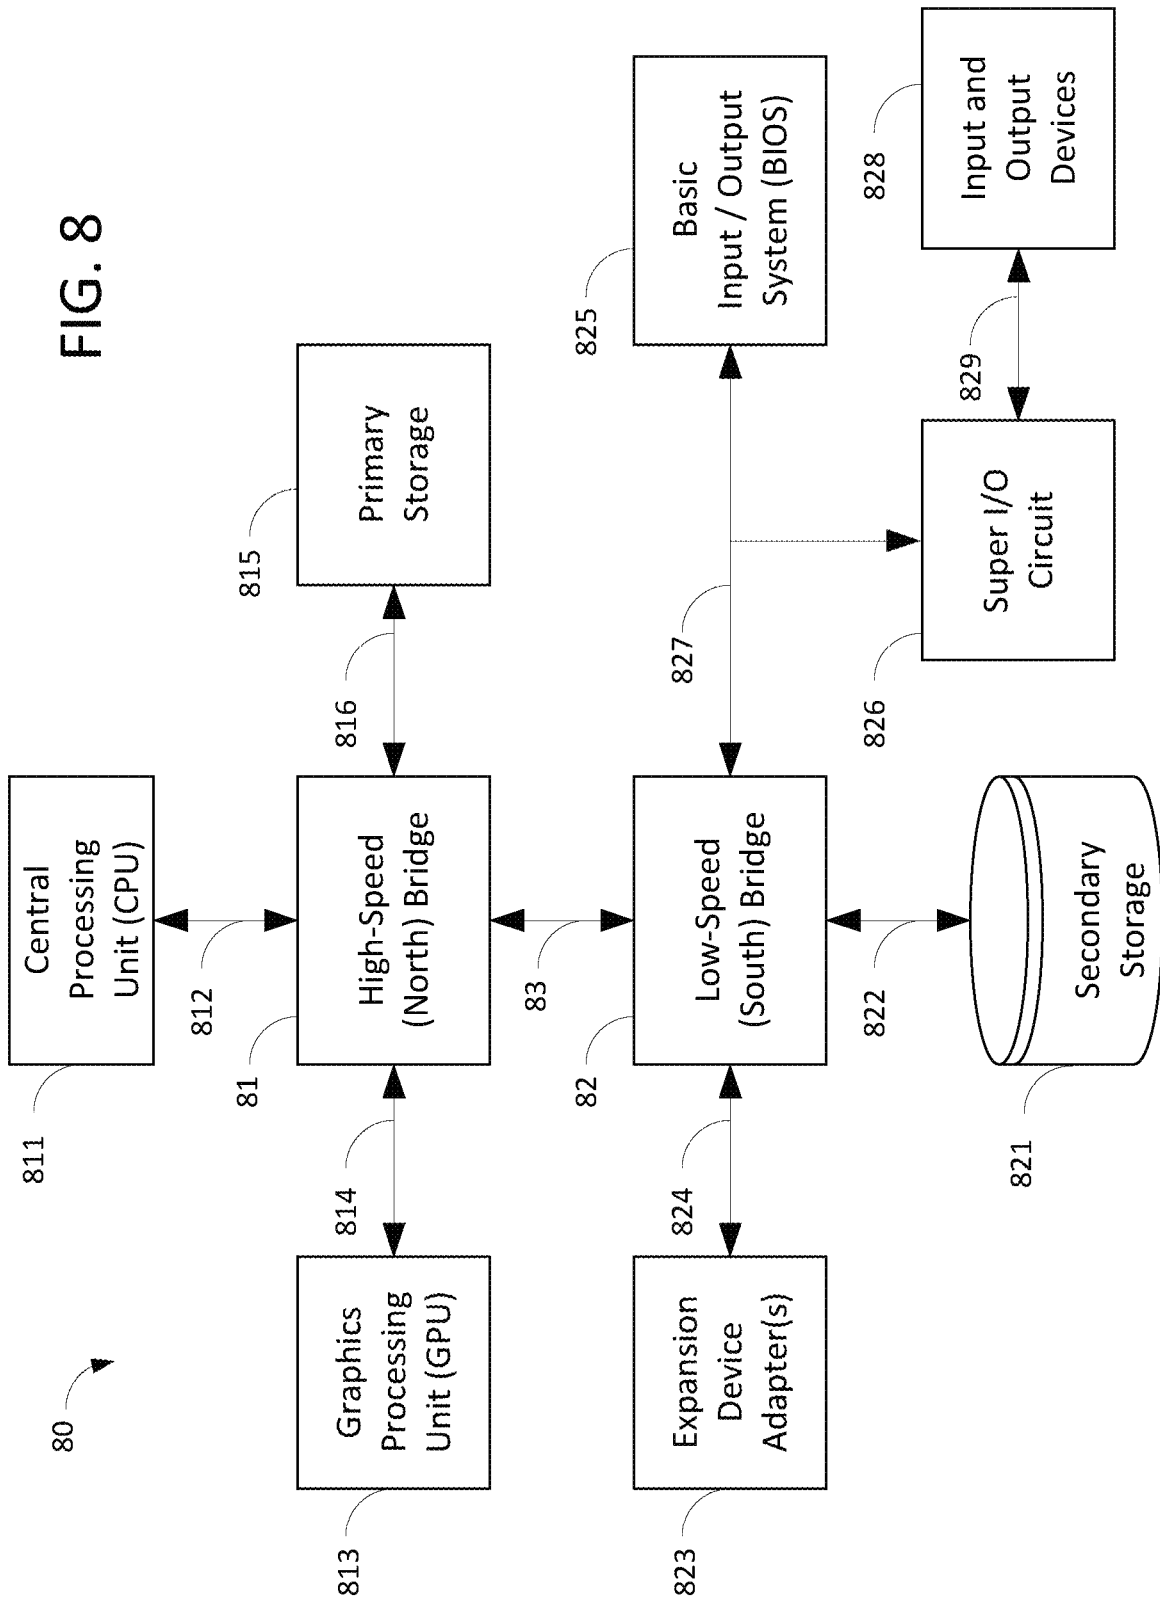 FIG. 8
80
811
Central
Processing
Unit (CPU)
812
813
Graphics
Processing
Unit (GPU)
814
81
High-Speed
(North) Bridge
816
815
Primary
Storage
83
823
Expansion
Device
Adapter(s)
824
82
Low-Speed
(South) Bridge
827
825
Basic
Input / Output
System (BIOS)
822
821
Secondary
Storage
826
Super I/O
Circuit
829
828
Input and
Output
Devices